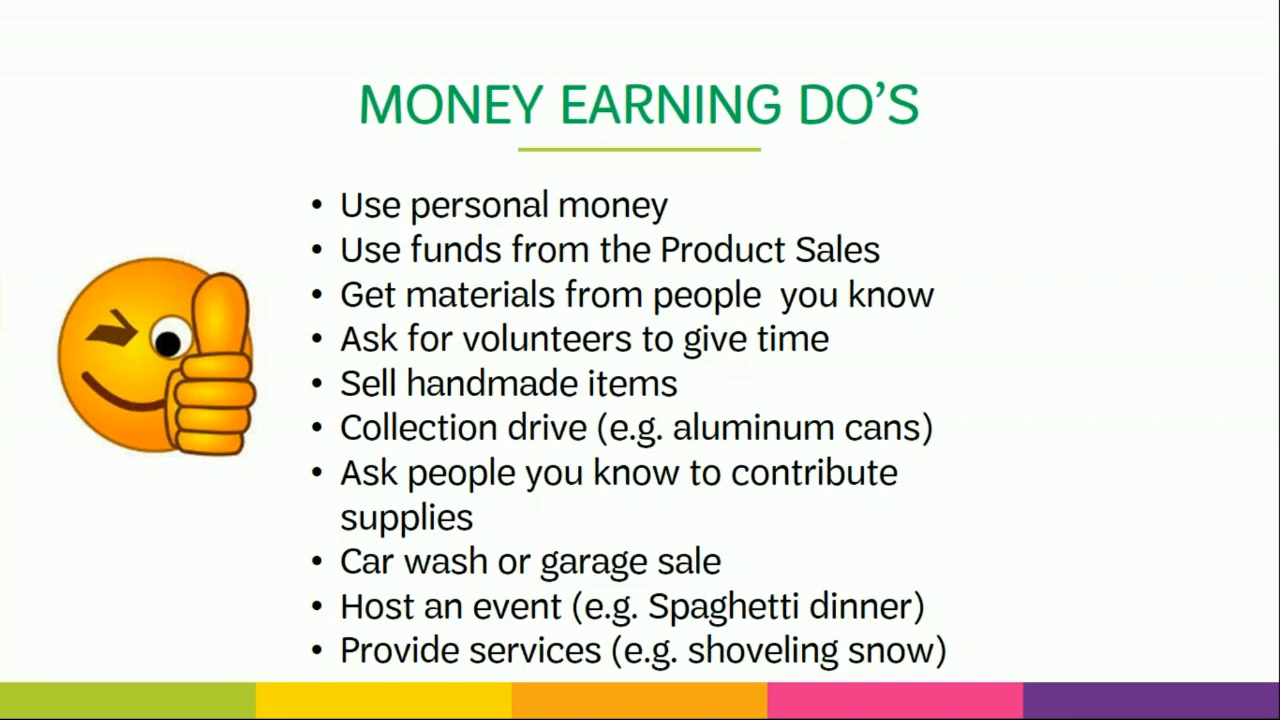 MONEY EARNING DO’S
• Use personal money
• Use funds from the Product Sales
• Get materials from people  you know
• Ask for volunteers to give time
• Sell handmade items
• Collection drive (e.g. aluminum cans)
• Ask people you know to contribute
supplies
• Car wash or garage sale
• Host an event (e.g. Spaghetti dinner)
• Provide services (e.g. shoveling snow)